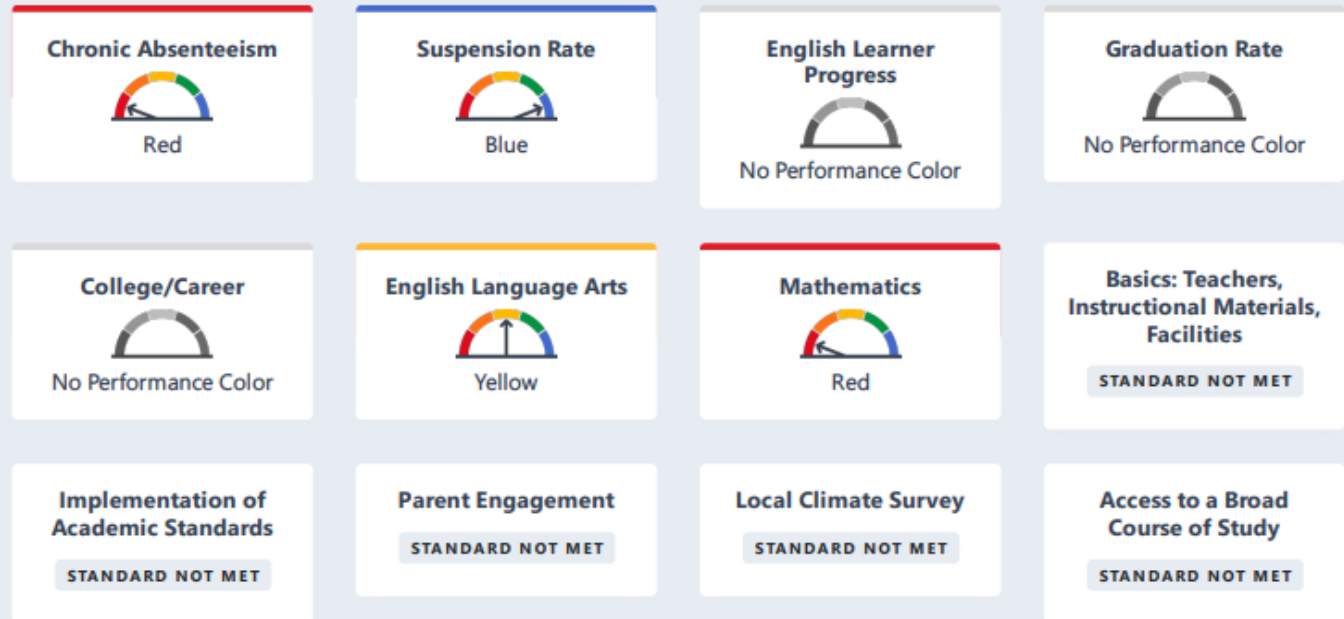 Chronic Absenteeism
Red
Suspension Rate
Blue
English Learner
Progress
No Performance Color
Graduation Rate
No Performance Color
College/Career
No Performance Color
English Language Arts
Yellow
Mathematics
Red
Basics: Teachers,
Instructional Materials,
Facilities
STANDARD NOT MET
Implementation of
Academic Standards
STANDARD NOT MET
Parent Engagement
STANDARD NOT MET
Local Climate Survey
STANDARD NOT MET
Access to a Broad
Course of Study
STANDARD NOT MET